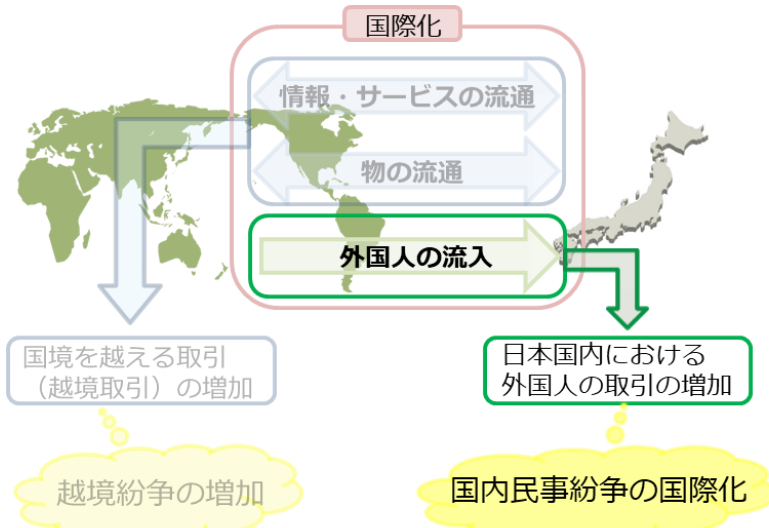 国際化
情報・サービスの流通
物の流通
外国人の流入
国境を越える取引
（越境取引）の増加
日本国内における
外国人の取引の増加
越境紛争の増加
国内民事紛争の国際化